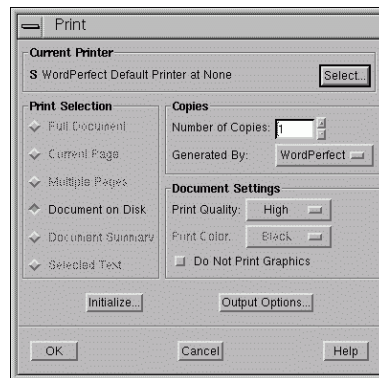 Print
Current Printer
S WordPerfect Default Printer at None
Select...
Print Selection
Full Document
Current Page
Multiple Pages
Document on Disk
Document Summary
Selected Text
Copies
Number of Copies: 1
Generated By: WordPerfect
Document Settings
Print Quality: High
Print Color: Black
Do Not Print Graphics
Initialize...
Output Options...
OK
Cancel
Help